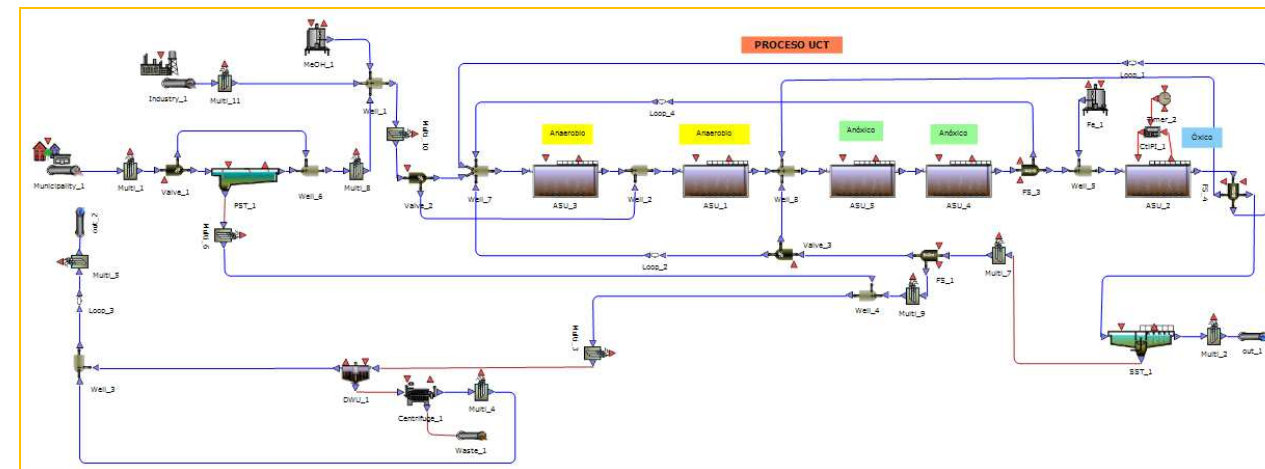 PROCESO UCT
MeOH_1
Loop_1
Industry_1
Multi_11
Well_1
Loop_4
Fe_1
Timer_2
Multi_10
Anaerobio
Anaerobio
Anóxico
Anóxico
CtlPI_1
Óxico
Municipality_1
Multi_1
Valve_1
Well_6
Multi_8
Valve_2
Well_7
ASU_3
Well_2
ASU_1
Well_8
ASU_5
ASU_4
FS_3
Well_5
ASU_2
FS_4
PST_1
Multi_6
Valve_3
Loop_2
FS_1
Multi_7
Multi_5
Well_4
Multi_9
Loop_3
Multi_3
SST_1
Multi_2
out_1
Well_3
DWU_1
Centrifuge_1
Multi_4
Waste_1